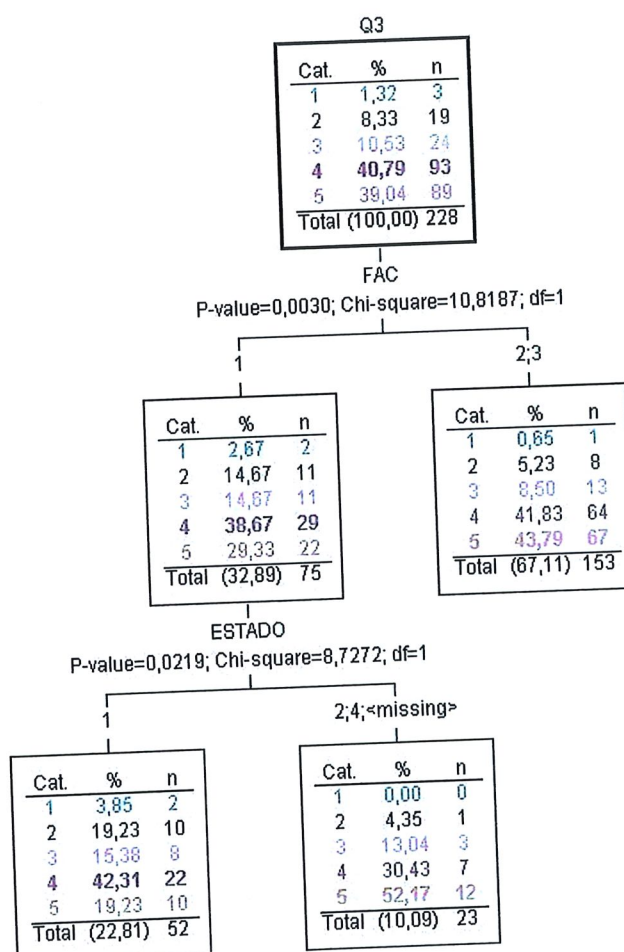 Q3
Cat. % n
1 1,32 3
2 8,33 19
3 10,53 24
4 40,79 93
5 39,04 89
Total (100,00) 228
FAC
P-value=0,0030; Chi-square=10,8187; df=1
1
2;3
Cat. % n
1 2,67 2
2 14,67 11
3 14,67 11
4 38,67 29
5 29,33 22
Total (32,89) 75
Cat. % n
1 0,65 1
2 5,23 8
3 8,50 13
4 41,83 64
5 43,79 67
Total (67,11) 153
ESTADO
P-value=0,0219; Chi-square=8,7272; df=1
1
2;4;<missing>
Cat. % n
1 3,85 2
2 19,23 10
3 15,38 8
4 42,31 22
5 19,23 10
Total (22,81) 52
Cat. % n
1 0,00 0
2 4,35 1
3 13,04 3
4 30,43 7
5 52,17 12
Total (10,09) 23